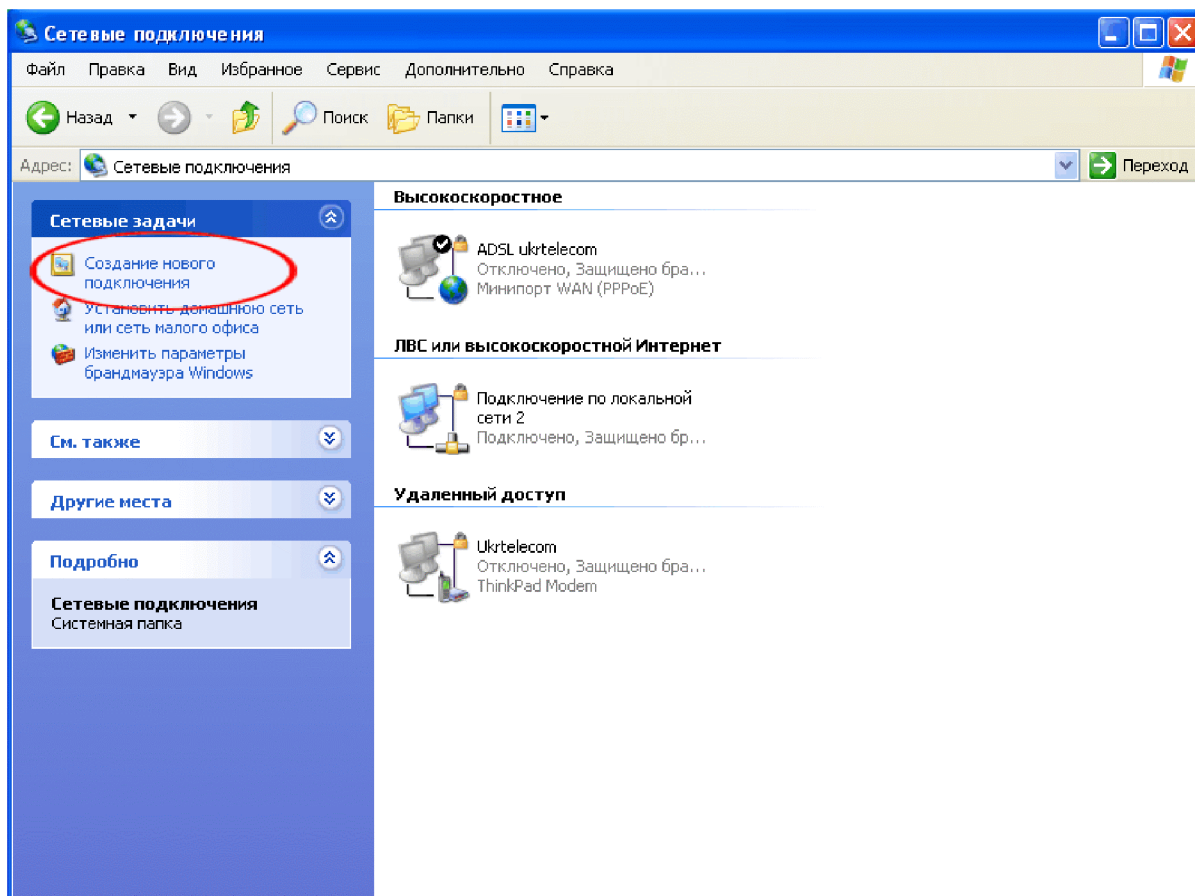 Сетевые подключения
Файл Правка Вид Избранное Сервис Дополнительно Справка
Назад Поиск Папки
Адрес: Сетевые подключения Переход
Сетевые задачи
Создание нового
подключения
Установить домашнюю сеть
или сеть малого офиса
Изменить параметры
брандмауэра Windows
См. также
Другие места
Подробно
Сетевые подключения
Системная папка
Высокоскоростное
ADSL ukrtelecom
Отключено, Защищено бра...
Минипорт WAN (PPPoE)
ЛВС или высокоскоростной Интернет
Подключение по локальной
сети 2
Подключено, Защищено бр...
Удаленный доступ
Ukrtelecom
Отключено, Защищено бра...
ThinkPad Modem